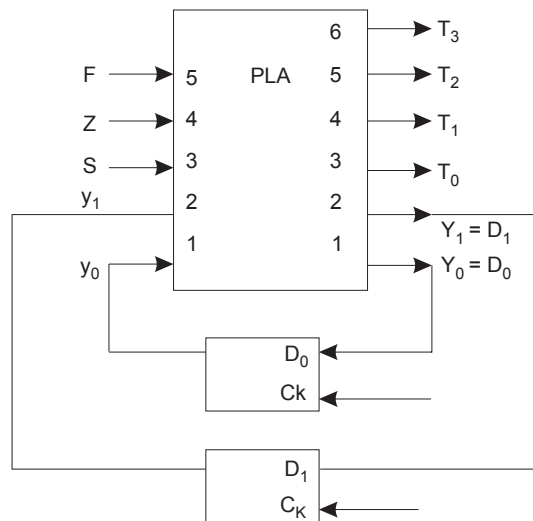 6 T₃
F 5 PLA 5 T₂
Z 4 4 T₁
S 3 3 T₀
y₁ 2 2
Y₁ = D₁
y₀ 1 1 Y₀ = D₀
D₀
Ck
D₁
C_K